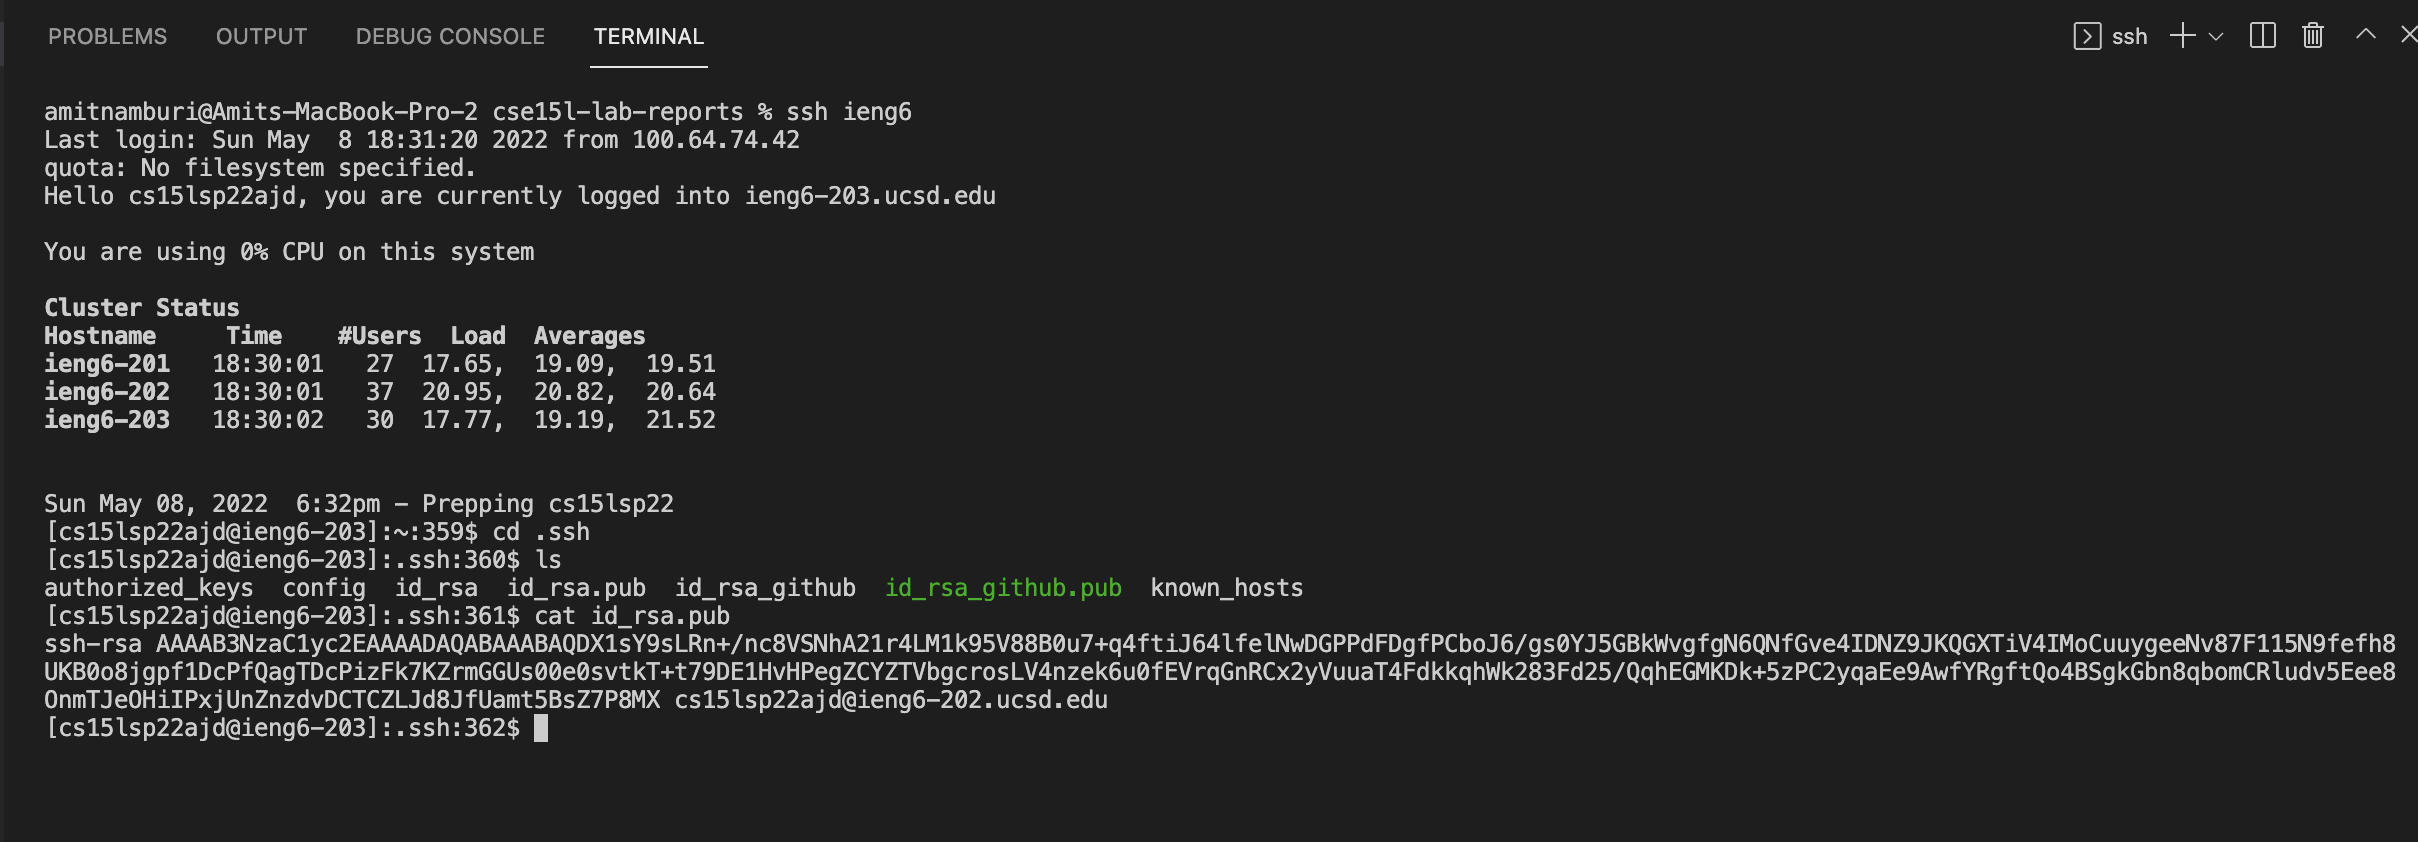 PROBLEMS OUTPUT DEBUG CONSOLE TERMINAL ssh
amitnamburi@Amits-MacBook-Pro-2 cse15l-lab-reports % ssh ieng6
Last login: Sun May  8 18:31:20 2022 from 100.64.74.42
quota: No filesystem specified.
Hello cs15lsp22ajd, you are currently logged into ieng6-203.ucsd.edu
You are using 0% CPU on this system
Cluster Status
Hostname     Time    #Users  Load  Averages
ieng6-201   18:30:01   27  17.65,  19.09,  19.51
ieng6-202   18:30:01   37  20.95,  20.82,  20.64
ieng6-203   18:30:02   30  17.77,  19.19,  21.52
Sun May 08, 2022  6:32pm - Prepping cs15lsp22
[cs15lsp22ajd@ieng6-203]:~:359$ cd .ssh
[cs15lsp22ajd@ieng6-203]:.ssh:360$ ls
authorized_keys  config  id_rsa  id_rsa.pub  id_rsa_github  id_rsa_github.pub  known_hosts
[cs15lsp22ajd@ieng6-203]:.ssh:361$ cat id_rsa.pub
ssh-rsa AAAAB3NzaC1yc2EAAAADAQABAAABAQDX1sY9sLRn+/nc8VSNhA21r4LM1k95V88B0u7+q4ftiJ64lfelNwDGPPdFDgfPCboJ6/gs0YJ5GBkWvgfgN6QNfGve4IDNZ9JKQGXTiV4IMoCuuygeeNv87F115N9fefh8
UKB0o8jgpf1DcPfQagTDcPizFk7KZrmGGUs00e0svtkT+t79DE1HvHPegZCYZTVbgcrosLV4nzek6u0fEVrqGnRCx2yVuuaT4FdkkqhWk283Fd25/QqhEGMKDk+5zPC2yqaEe9AwfYRgftQo4BSgkGbn8qbomCRludv5Eee8
OnmTJeOHiIPxjUnZnzdvDCTCZLJd8JfUamt5BsZ7P8MX cs15lsp22ajd@ieng6-202.ucsd.edu
[cs15lsp22ajd@ieng6-203]:.ssh:362$